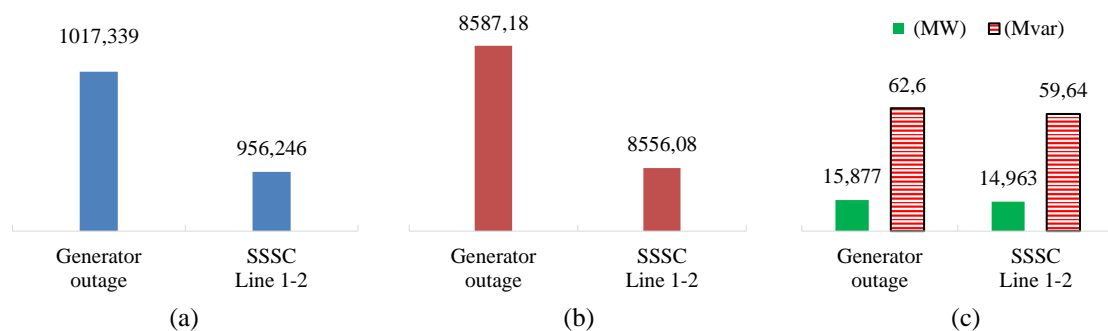 1017,339
956,246
Generator
outage
SSSC
Line 1-2
(a)
8587,18
8556,08
Generator
outage
SSSC
Line 1-2
(b)
(MW) (Mvar)
62,6
59,64
15,877
14,963
Generator
outage
SSSC
Line 1-2
(c)